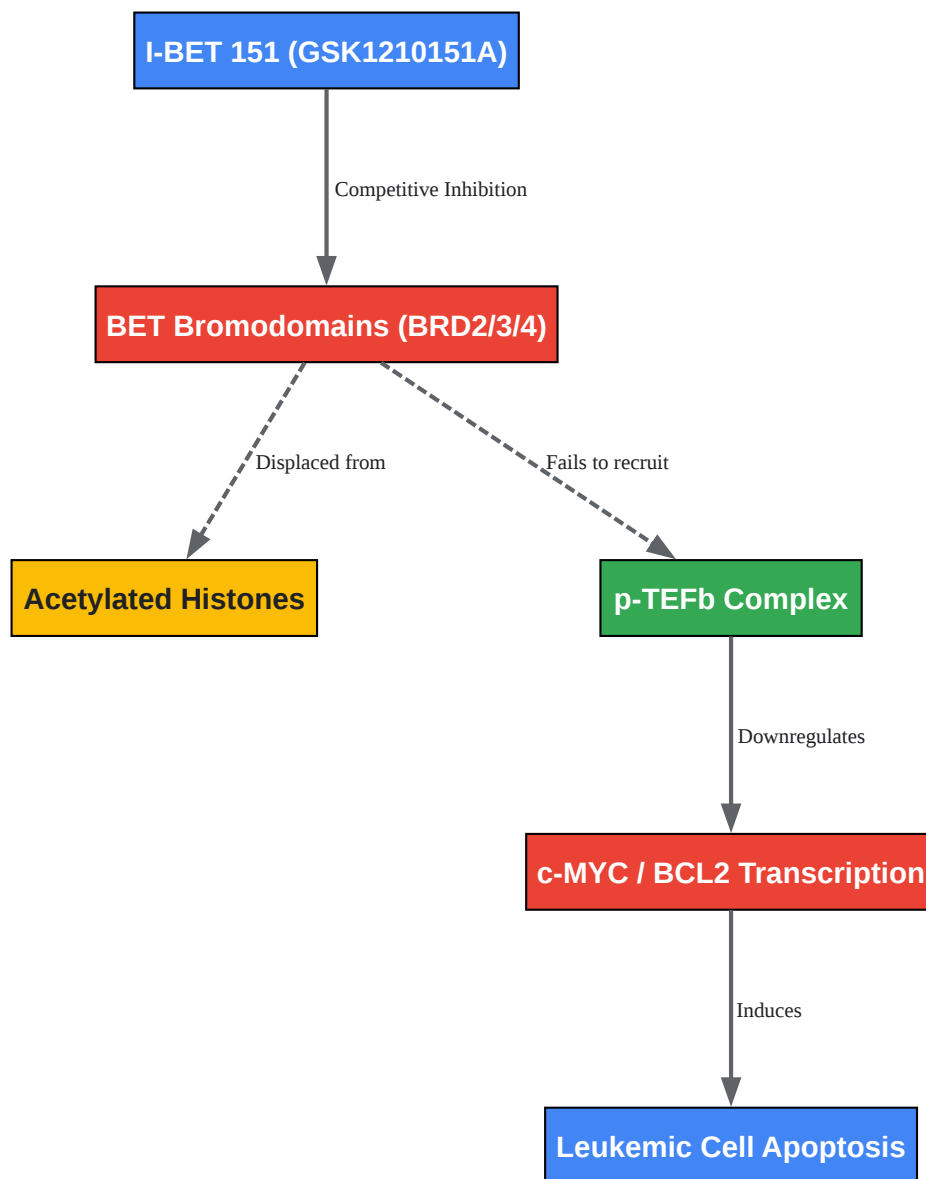 I-BET 151 (GSK1210151A)
Competitive Inhibition
BET Bromodomains (BRD2/3/4)
Displaced from
Fails to recruit
Acetylated Histones
p-TEFb Complex
Downregulates
c-MYC / BCL2 Transcription
Induces
Leukemic Cell Apoptosis